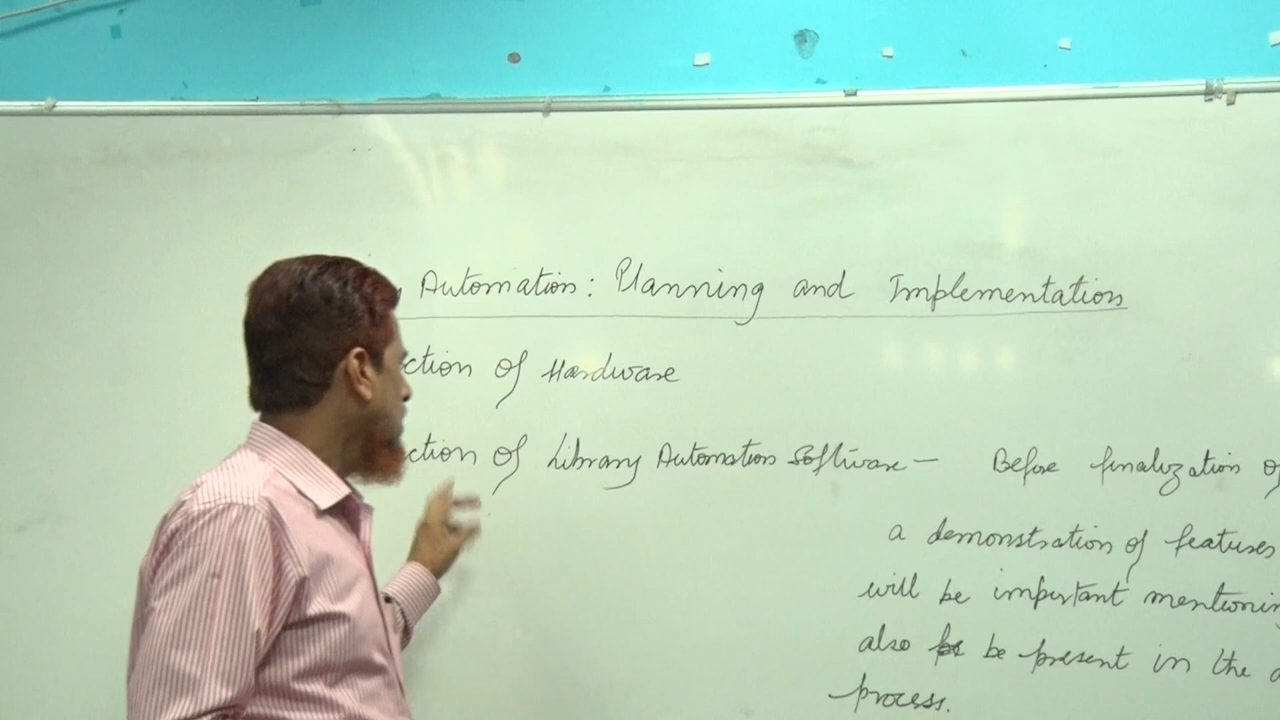 Automation: Planning and Implementation
ction of Hardware
ction of Library Automation Software — Before finalization of
a demonstration of features
will be important mentionin
also be present in the d
process.